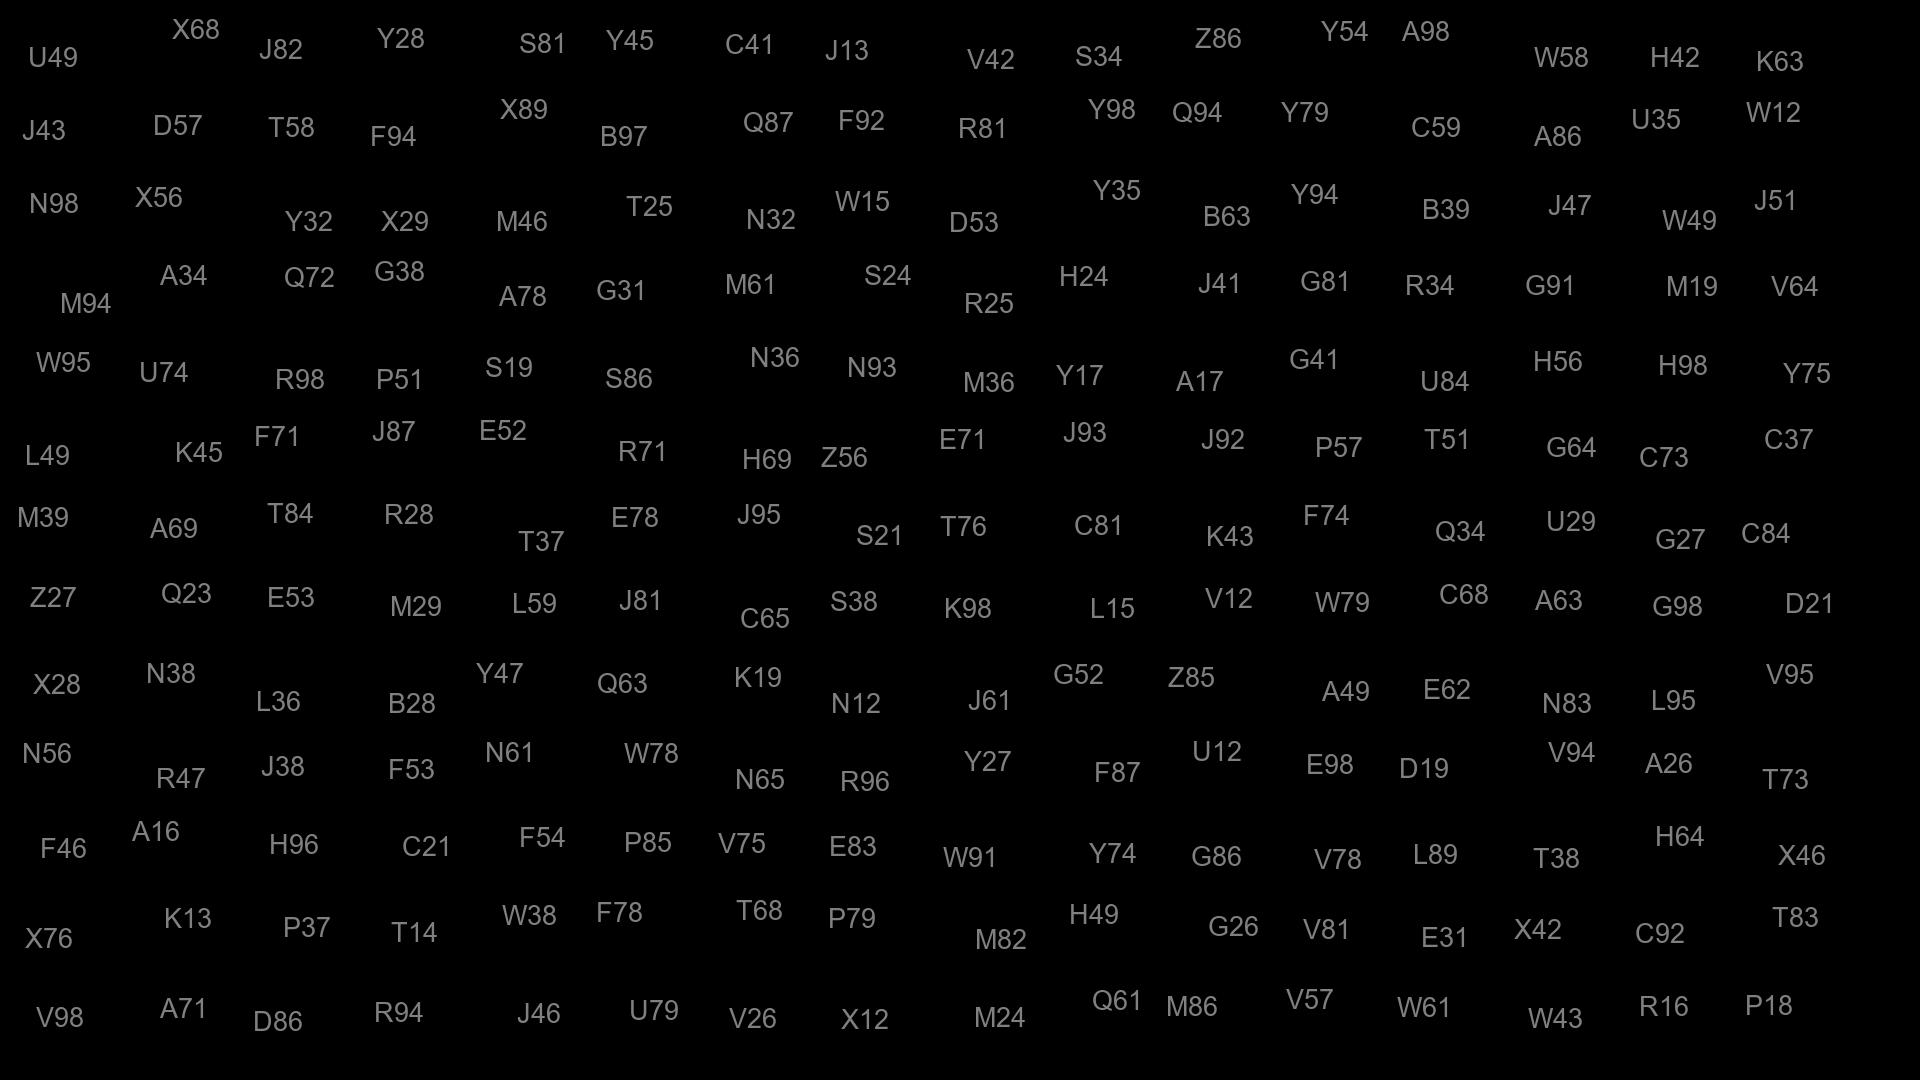 U49 X68 J82 Y28 S81 Y45 C41 J13 V42 S34 Z86 Y54 A98 W58 H42 K63
J43 D57 T58 F94 X89 B97 Q87 F92 R81 Y98 Q94 Y79 C59 A86 U35 W12
N98 X56 Y32 X29 M46 T25 N32 W15 D53 Y35 B63 Y94 B39 J47 W49 J51
M94 A34 Q72 G38 A78 G31 M61 S24 R25 H24 J41 G81 R34 G91 M19 V64
W95 U74 R98 P51 S19 S86 N36 N93 M36 Y17 A17 G41 U84 H56 H98 Y75
L49 K45 F71 J87 E52 R71 H69 Z56 E71 J93 J92 P57 T51 G64 C73 C37
M39 A69 T84 R28 T37 E78 J95 S21 T76 C81 K43 F74 Q34 U29 G27 C84
Z27 Q23 E53 M29 L59 J81 C65 S38 K98 L15 V12 W79 C68 A63 G98 D21
X28 N38 L36 B28 Y47 Q63 K19 N12 J61 G52 Z85 A49 E62 N83 L95 V95
N56 R47 J38 F53 N61 W78 N65 R96 Y27 F87 U12 E98 D19 V94 A26 T73
F46 A16 H96 C21 F54 P85 V75 E83 W91 Y74 G86 V78 L89 T38 H64 X46
X76 K13 P37 T14 W38 F78 T68 P79 M82 H49 G26 V81 E31 X42 C92 T83
V98 A71 D86 R94 J46 U79 V26 X12 M24 Q61 M86 V57 W61 W43 R16 P18